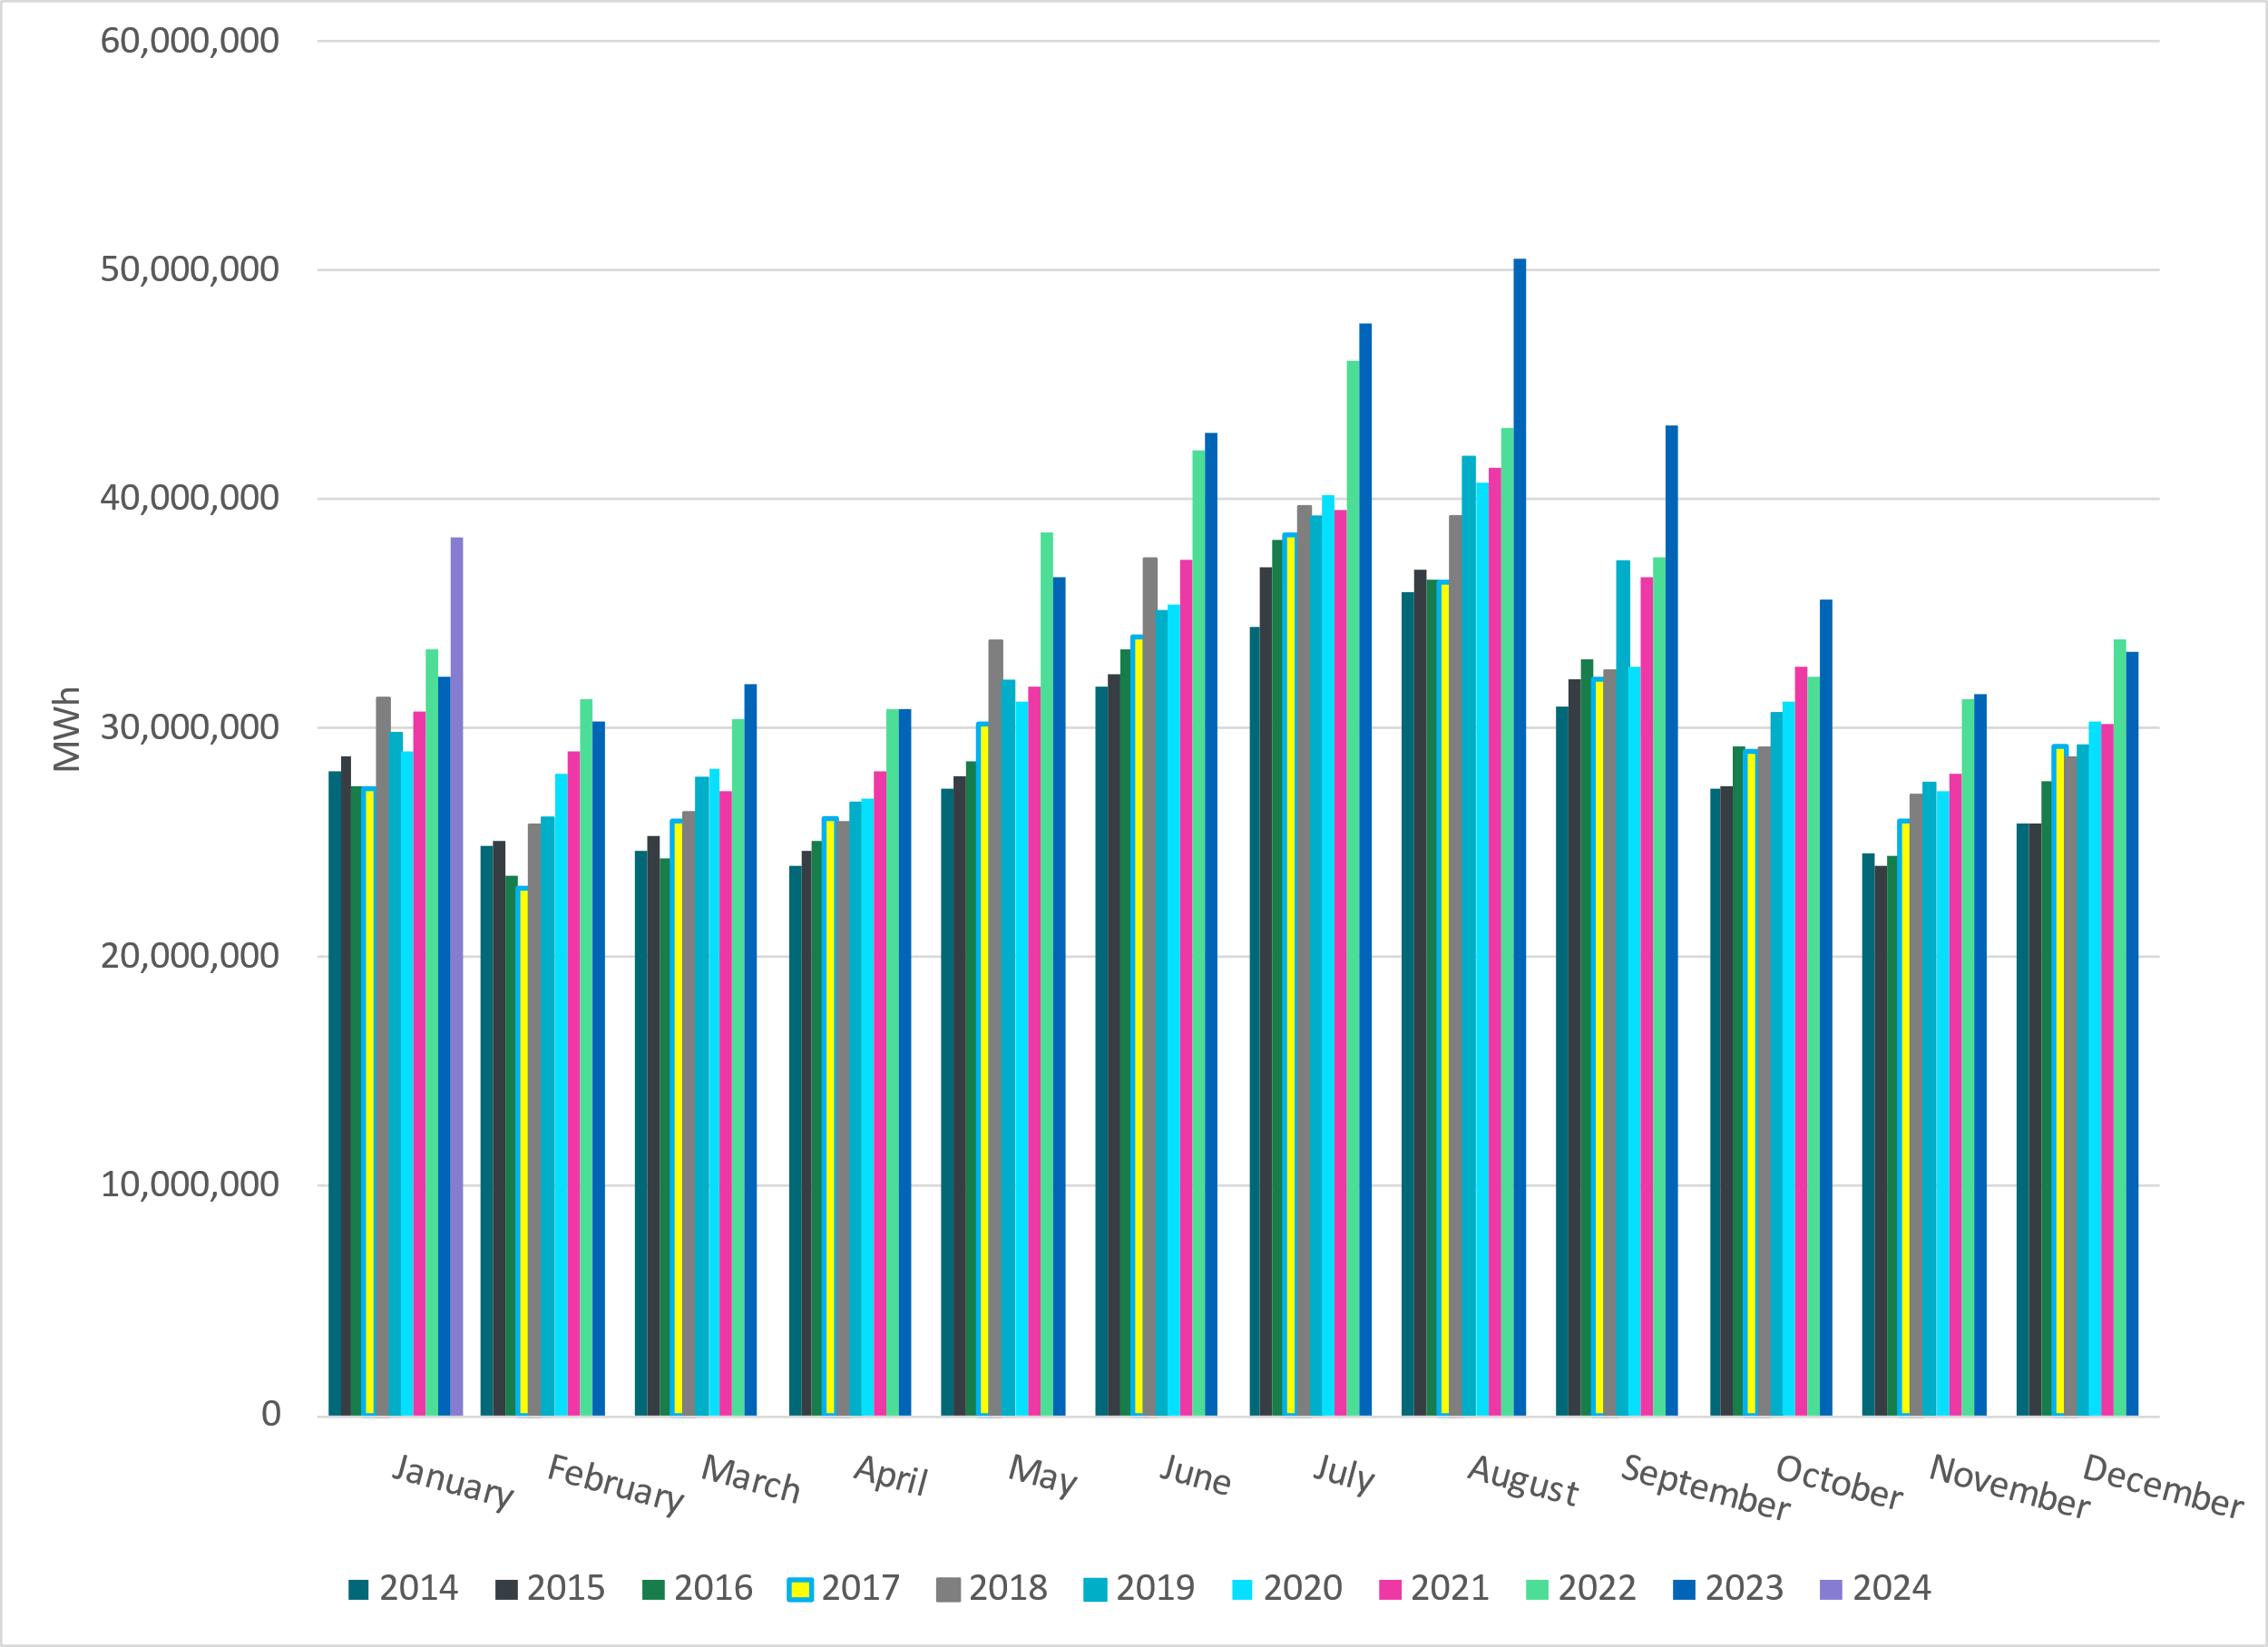 60,000,000
50,000,000
40,000,000
30,000,000
20,000,000
10,000,000
0
MWh
January February March April May June July August September October November December
2014 2015 2016 2017 2018 2019 2020 2021 2022 2023 2024